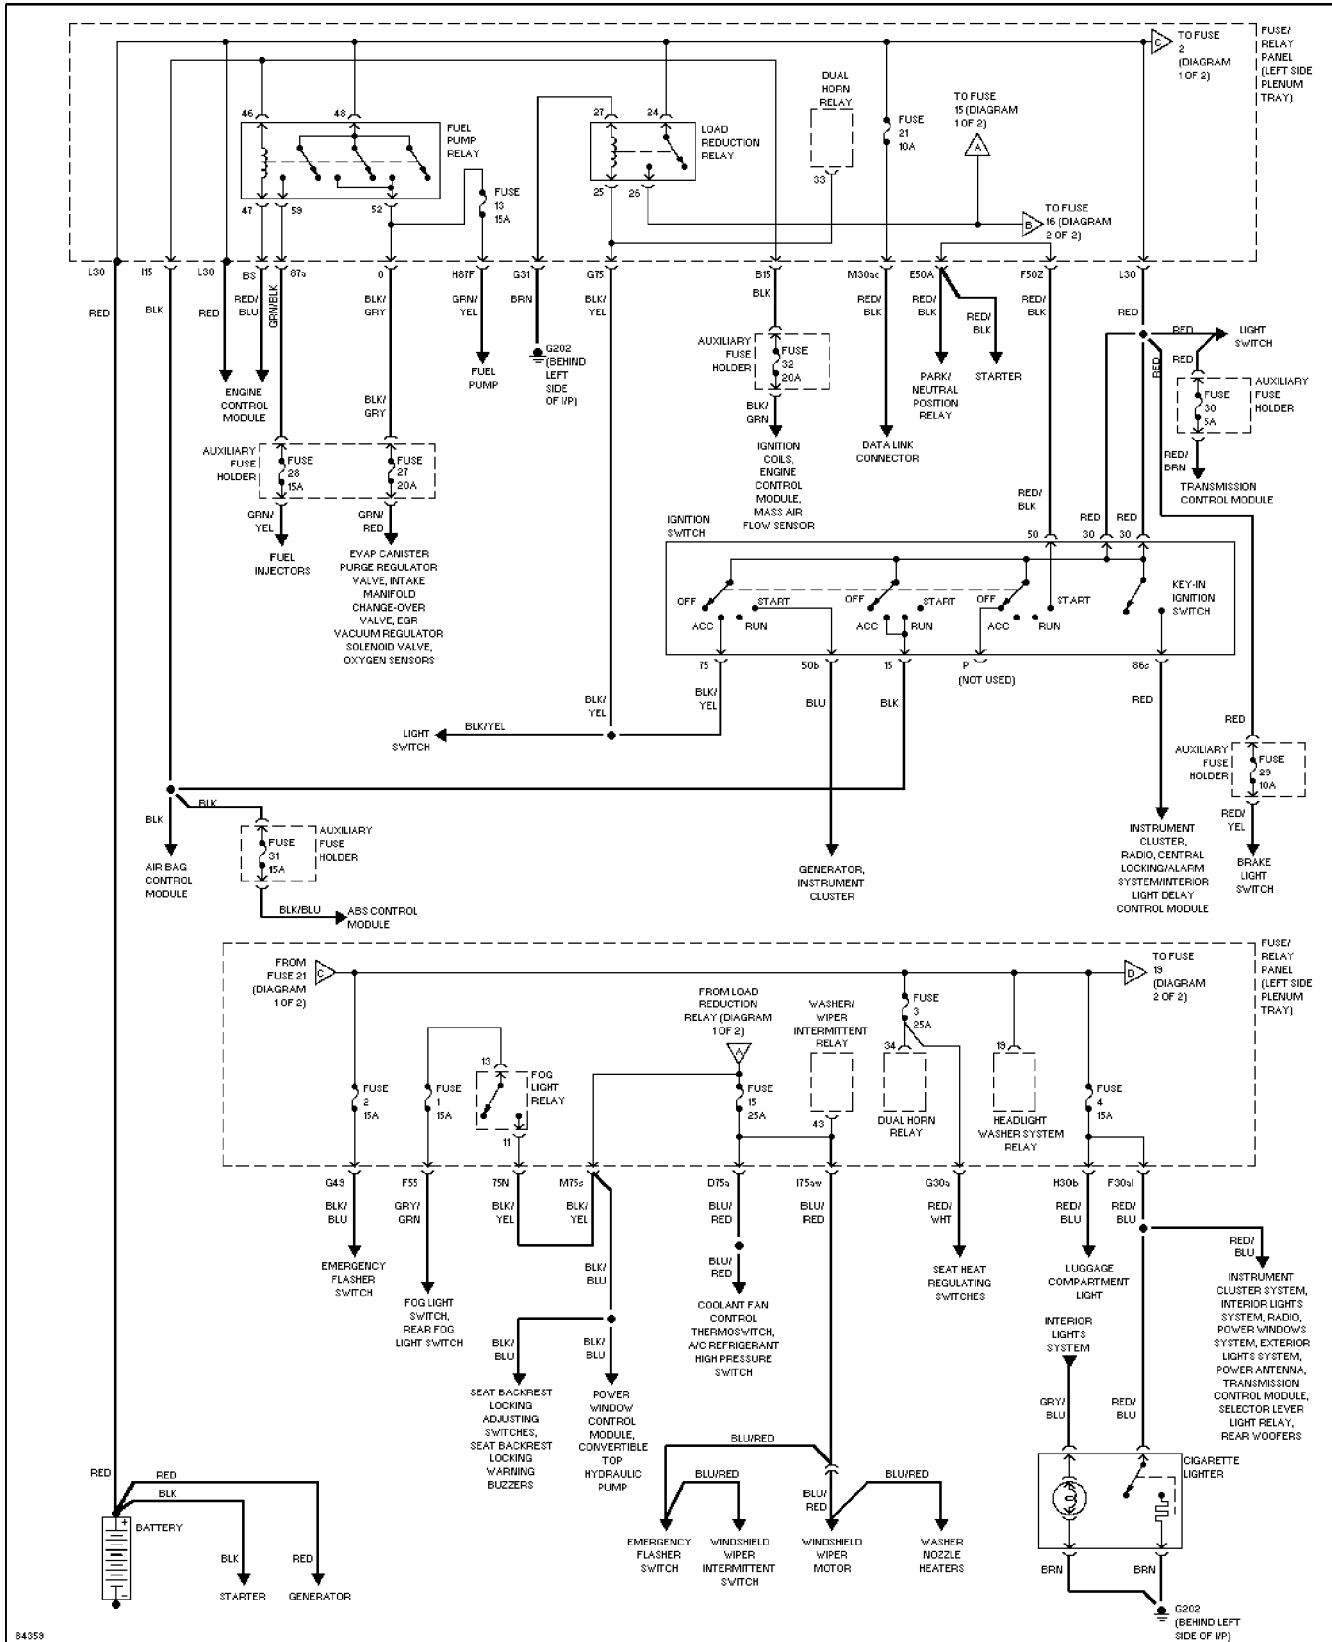 C
TO FUSE
2
(DIAGRAM
1 OF 2)
FUSE/
RELAY
PANEL
(LEFT SIDE
PLENUM
TRAY)
46
48
FUEL
PUMP
RELAY
47
59
52
FUSE
13
15A
27
24
LOAD
REDUCTION
RELAY
25
26
DUAL
HORN
RELAY
33
FUSE
21
10A
TO FUSE
15 (DIAGRAM
1 OF 2)
A
B
TO FUSE
16 (DIAGRAM
2 OF 2)
L30
I15
L30
BS
87a
0
H87F
G31
G75
B15
M30ac
E50A
F50Z
L30
RED
BLK
RED
RED/
BLU
GRN/BLK
BLK/
GRY
GRN/
YEL
BRN
BLK/
YEL
BLK
RED/
BLK
RED/
BLK
RED/
BLK
RED/
BLK
RED
ENGINE
CONTROL
MODULE
BLK/
GRY
FUEL
PUMP
G202
(BEHIND
LEFT
SIDE
OF I/P)
AUXILIARY
FUSE
HOLDER
FUSE
32
20A
BLK/
GRN
IGNITION
COILS,
ENGINE
CONTROL
MODULE,
MASS AIR
FLOW SENSOR
DATA LINK
CONNECTOR
PARK/
NEUTRAL
POSITION
RELAY
STARTER
RED
LIGHT
SWITCH
RED
RED
AUXILIARY
FUSE
HOLDER
FUSE
30
5A
RED/
BRN
TRANSMISSION
CONTROL MODULE
AUXILIARY
FUSE
HOLDER
FUSE
28
15A
FUSE
27
20A
GRN/
YEL
GRN/
RED
FUEL
INJECTORS
EVAP CANISTER
PURGE REGULATOR
VALVE, INTAKE
MANIFOLD
CHANGE-OVER
VALVE, EGR
VACUUM REGULATOR
SOLENOID VALVE,
OXYGEN SENSORS
RED/
BLK
RED
RED
IGNITION
SWITCH
50
30
30
OFF
START
ACC
RUN
OFF
START
ACC
RUN
OFF
START
ACC
RUN
KEY-IN
IGNITION
SWITCH
75
50b
15
P
(NOT USED)
86s
BLK/
YEL
BLK/
YEL
BLU
BLK
RED
LIGHT
SWITCH
BLK/YEL
RED
AUXILIARY
FUSE
HOLDER
FUSE
29
10A
RED/
YEL
BRAKE
LIGHT
SWITCH
BLK
BLK
AIR BAG
CONTROL
MODULE
FUSE
31
15A
AUXILIARY
FUSE
HOLDER
BLK/BLU
ABS CONTROL
MODULE
GENERATOR,
INSTRUMENT
CLUSTER
INSTRUMENT
CLUSTER,
RADIO, CENTRAL
LOCKING/ALARM
SYSTEM/INTERIOR
LIGHT DELAY
CONTROL MODULE
FROM
FUSE 21
(DIAGRAM
1 OF 2)
C
D
TO FUSE
19
(DIAGRAM
2 OF 2)
FUSE/
RELAY
PANEL
(LEFT SIDE
PLENUM
TRAY)
FROM LOAD
REDUCTION
RELAY (DIAGRAM
1 OF 2)
A
WASHER/
WIPER
INTERMITTENT
RELAY
43
FUSE
3
25A
34
DUAL HORN
RELAY
19
HEADLIGHT
WASHER SYSTEM
RELAY
FUSE
2
15A
FUSE
1
15A
13
FOG
LIGHT
RELAY
11
FUSE
15
25A
FUSE
4
15A
G49
F55
75N
M75s
D75a
I75aw
G30a
H30b
F30al
BLK/
BLU
GRY/
GRN
BLK/
YEL
BLK/
YEL
BLU/
RED
BLU/
RED
RED/
WHT
RED/
BLU
RED/
BLU
RED/
BLU
EMERGENCY
FLASHER
SWITCH
FOG LIGHT
SWITCH,
REAR FOG
LIGHT SWITCH
BLK/
BLU
BLK/
BLU
BLK/
BLU
SEAT BACKREST
LOCKING
ADJUSTING
SWITCHES,
SEAT BACKREST
LOCKING
WARNING
BUZZERS
POWER
WINDOW
CONTROL
MODULE,
CONVERTIBLE
TOP
HYDRAULIC
PUMP
BLU/
RED
COOLANT FAN
CONTROL
THERMOSWITCH,
A/C REFRIGERANT
HIGH PRESSURE
SWITCH
SEAT HEAT
REGULATING
SWITCHES
LUGGAGE
COMPARTMENT
LIGHT
INTERIOR
LIGHTS
SYSTEM
INSTRUMENT
CLUSTER SYSTEM,
INTERIOR LIGHTS
SYSTEM, RADIO,
POWER WINDOWS
SYSTEM, EXTERIOR
LIGHTS SYSTEM,
POWER ANTENNA,
TRANSMISSION
CONTROL MODULE,
SELECTOR LEVER
LIGHT RELAY,
REAR WOOFERS
GRY/
BLU
RED/
BLU
CIGARETTE
LIGHTER
BLU/RED
BLU/RED
BLU/
RED
BLU/RED
EMERGENCY
FLASHER
SWITCH
WINDSHIELD
WIPER
INTERMITTENT
SWITCH
WINDSHIELD
WIPER
MOTOR
WASHER
NOZZLE
HEATERS
BRN
BRN
G202
(BEHIND LEFT
SIDE OF I/P)
RED
RED
BLK
+
BATTERY
-
BLK
RED
STARTER
GENERATOR
84359